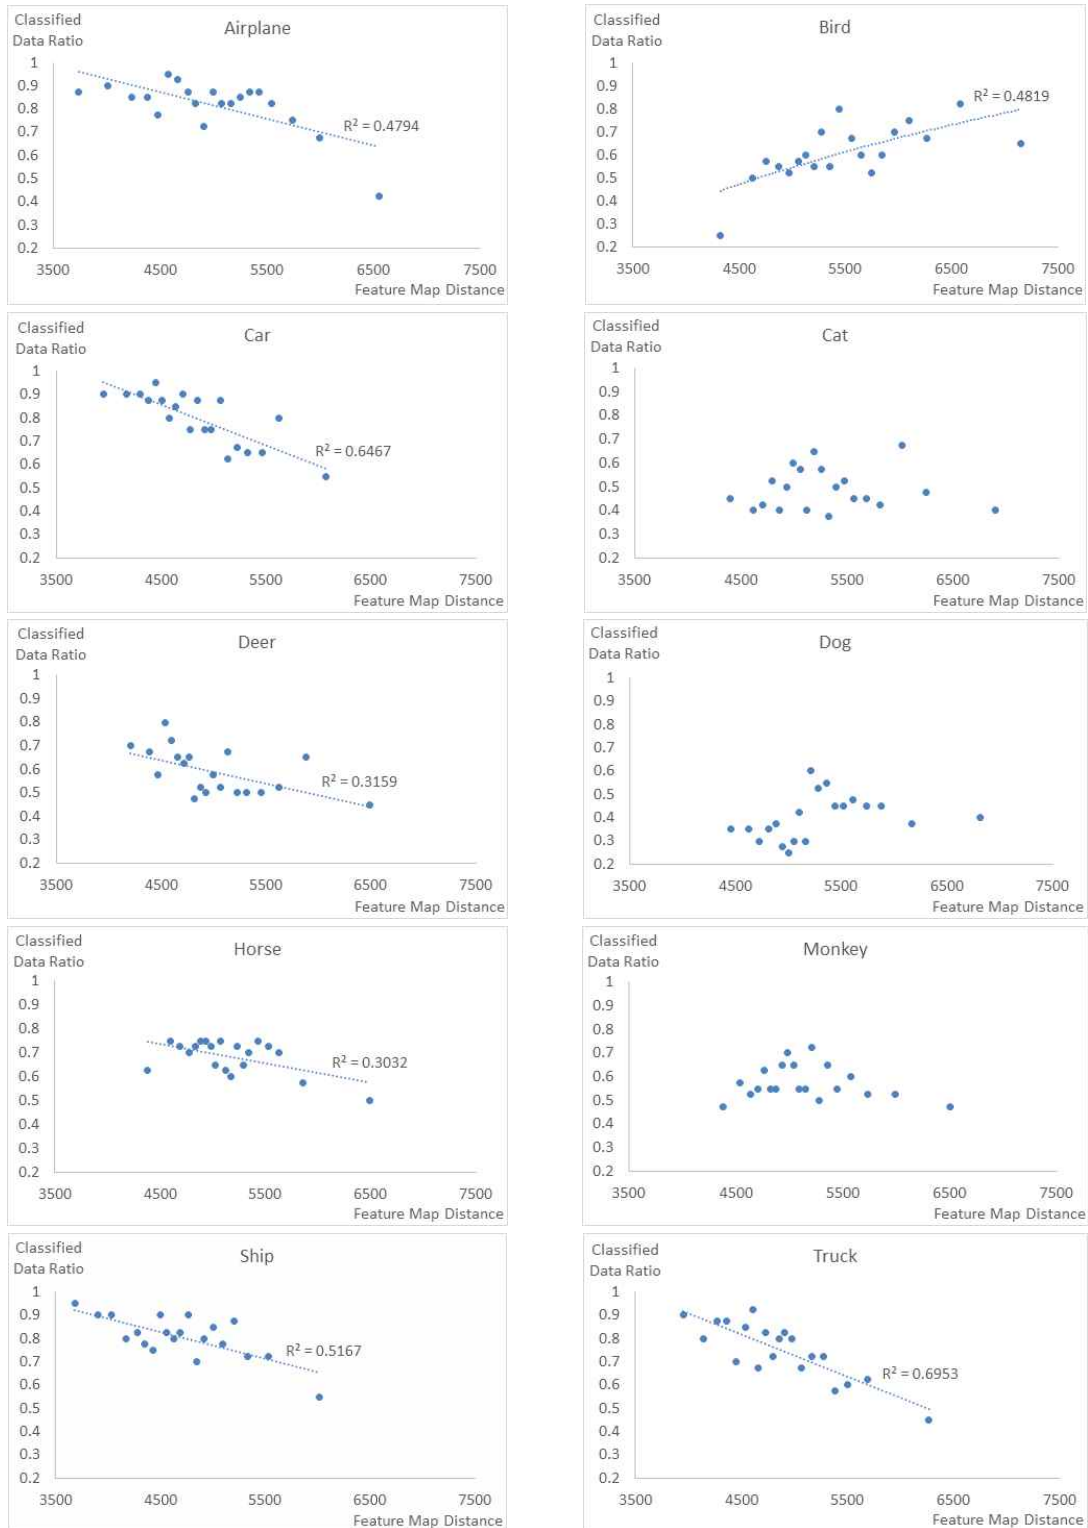 Classified
Data Ratio
Airplane
1
0.9
0.8
0.7
0.6
0.5
0.4
0.3
0.2
R² = 0.4794
3500 4500 5500 6500 7500
Feature Map Distance
Classified
Data Ratio
Bird
1
0.9
0.8
0.7
0.6
0.5
0.4
0.3
0.2
R² = 0.4819
3500 4500 5500 6500 7500
Feature Map Distance
Classified
Data Ratio
Car
1
0.9
0.8
0.7
0.6
0.5
0.4
0.3
0.2
R² = 0.6467
3500 4500 5500 6500 7500
Feature Map Distance
Classified
Data Ratio
Cat
1
0.9
0.8
0.7
0.6
0.5
0.4
0.3
0.2
3500 4500 5500 6500 7500
Feature Map Distance
Classified
Data Ratio
Deer
1
0.9
0.8
0.7
0.6
0.5
0.4
0.3
0.2
R² = 0.3159
3500 4500 5500 6500 7500
Feature Map Distance
Classified
Data Ratio
Dog
1
0.9
0.8
0.7
0.6
0.5
0.4
0.3
0.2
3500 4500 5500 6500 7500
Feature Map Distance
Classified
Data Ratio
Horse
1
0.9
0.8
0.7
0.6
0.5
0.4
0.3
0.2
R² = 0.3032
3500 4500 5500 6500 7500
Feature Map Distance
Classified
Data Ratio
Monkey
1
0.9
0.8
0.7
0.6
0.5
0.4
0.3
0.2
3500 4500 5500 6500 7500
Feature Map Distance
Classified
Data Ratio
Ship
1
0.9
0.8
0.7
0.6
0.5
0.4
0.3
0.2
R² = 0.5167
3500 4500 5500 6500 7500
Feature Map Distance
Classified
Data Ratio
Truck
1
0.9
0.8
0.7
0.6
0.5
0.4
0.3
0.2
R² = 0.6953
3500 4500 5500 6500 7500
Feature Map Distance